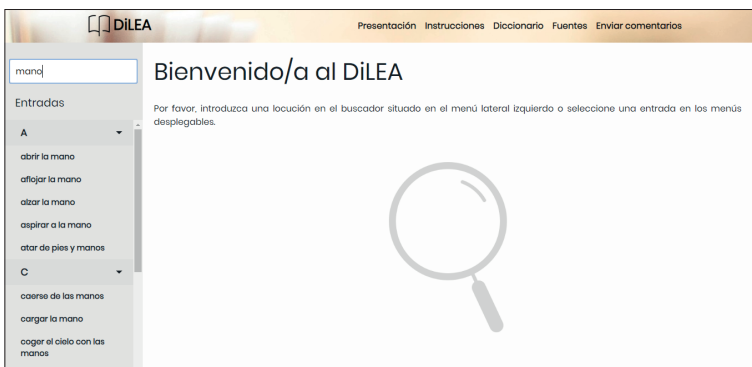 DiLEA
Presentación Instrucciones Diccionario Fuentes Enviar comentarios
mano
Entradas
A
abrir la mano
aflojar la mano
alzar la mano
aspirar a la mano
atar de pies y manos
C
caerse de las manos
cargar la mano
coger el cielo con las
manos
Bienvenido/a al DiLEA
Por favor, introduzca una locución en el buscador situado en el menú lateral izquierdo o seleccione una entrada en los menús
desplegables.